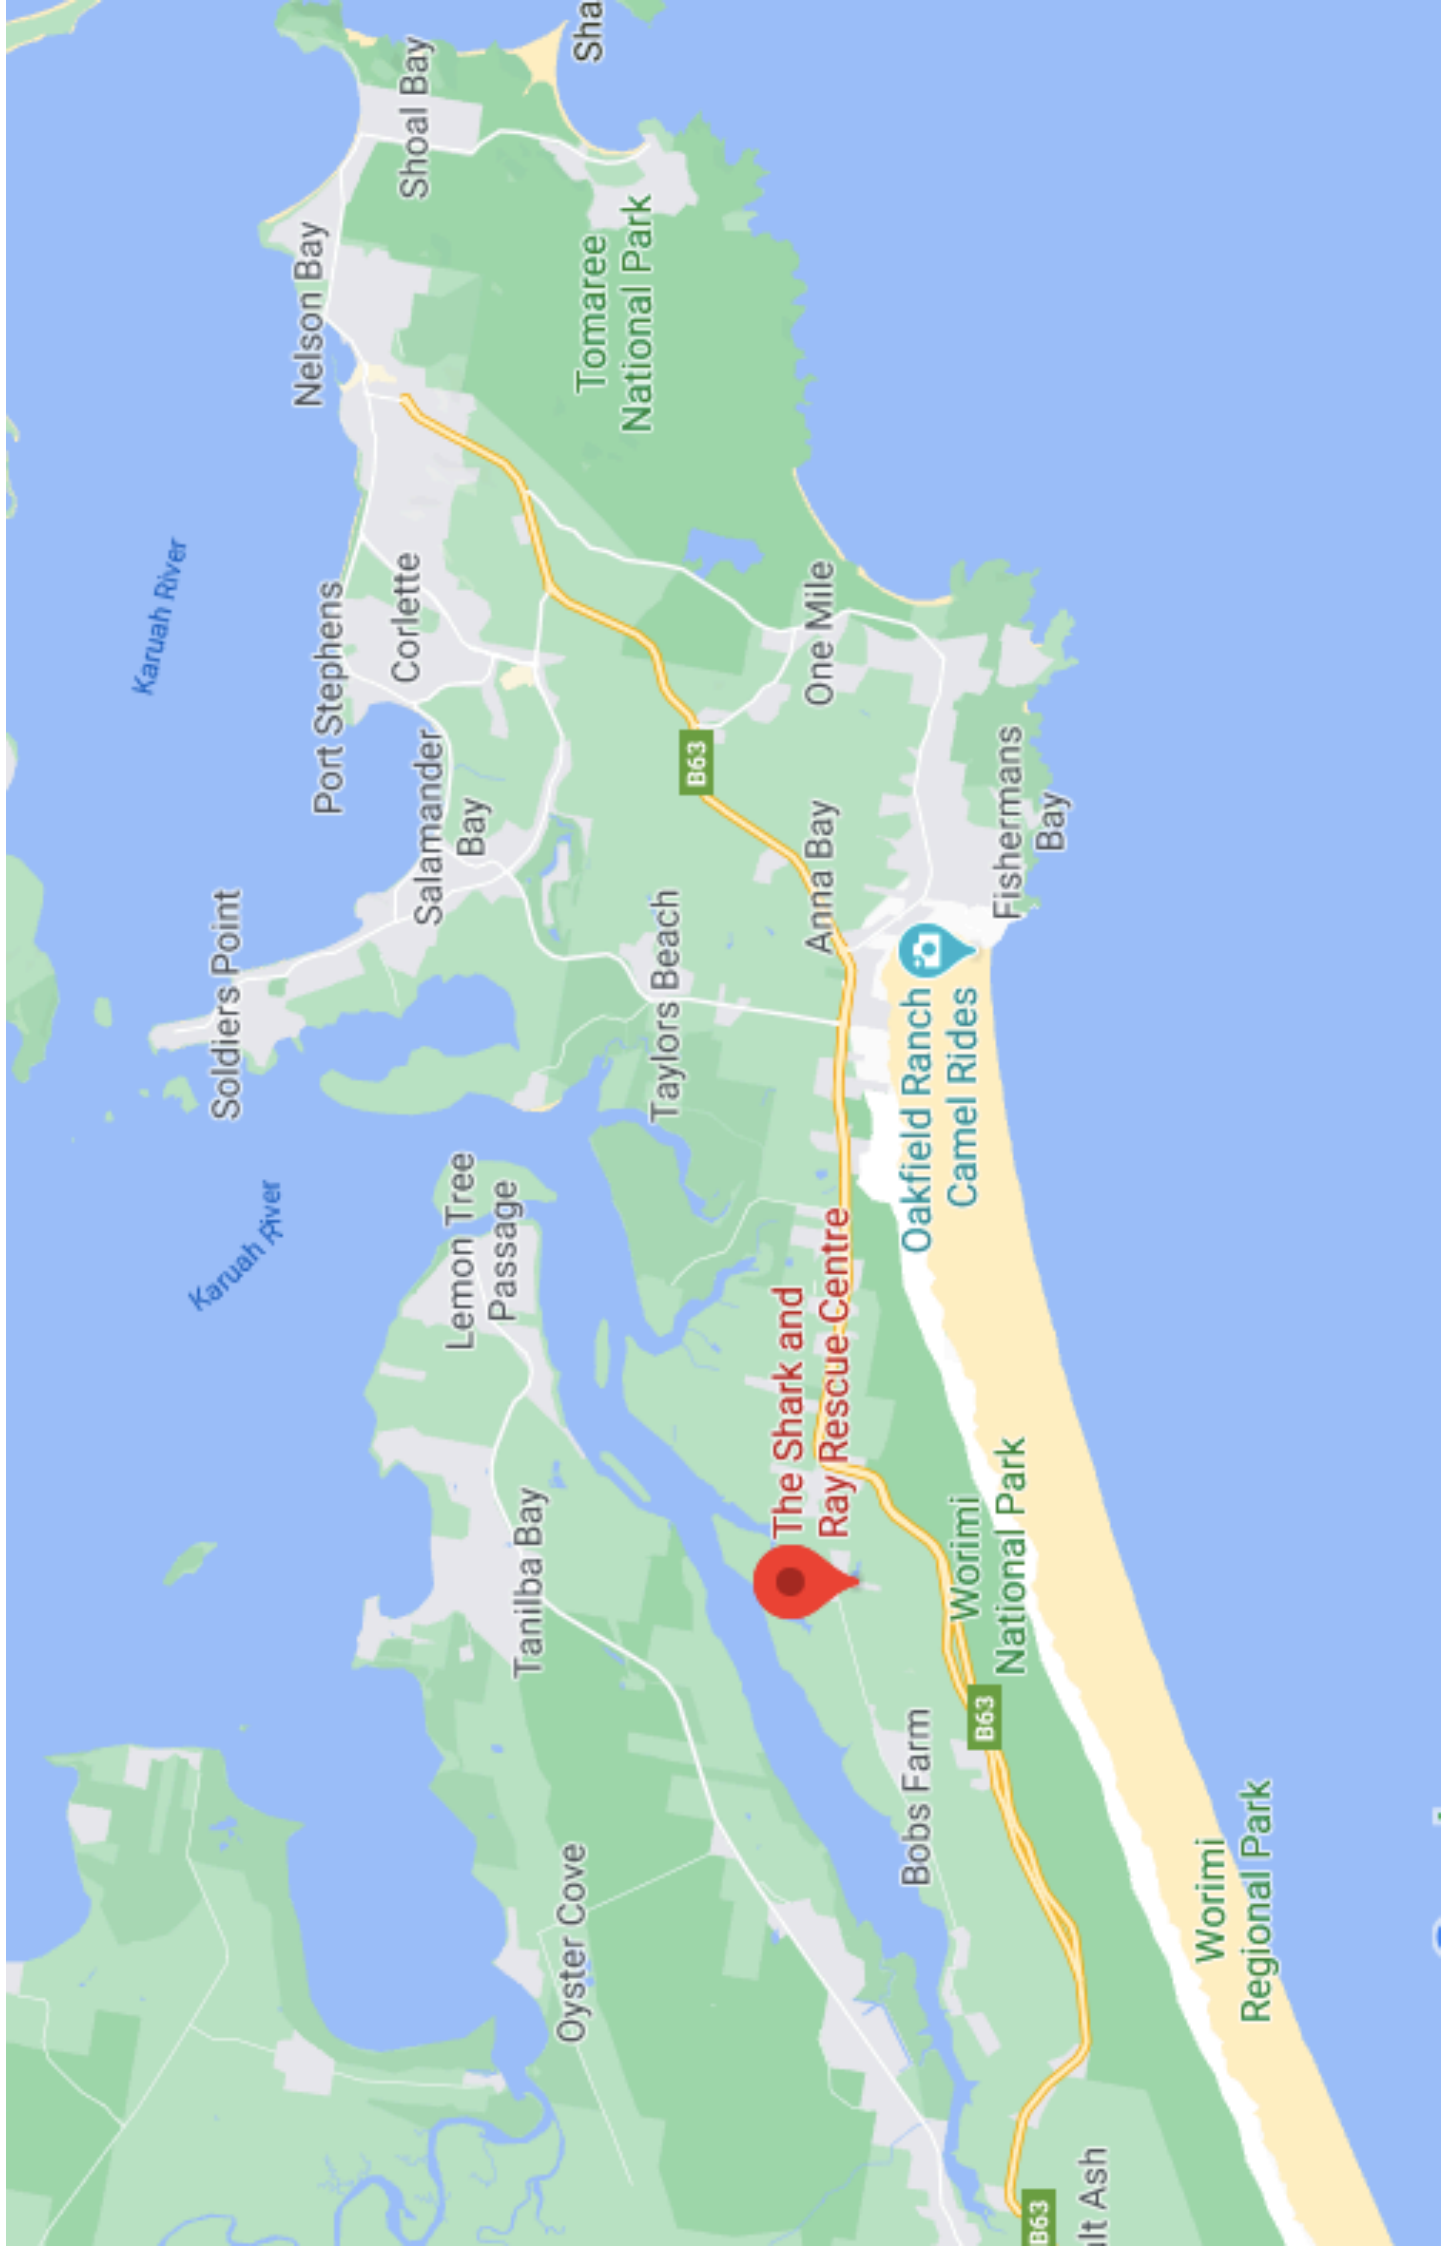 Karuah River
Karuah River
Soldiers Point
Nelson Bay
Port Stephens
Corlette
Shoal Bay
Salamander
Bay
Lemon Tree
Passage
Tanilba Bay
Oyster Cove
Tomaree
National Park
Sha
Taylors Beach
B63
The Shark and
Ray Rescue Centre
Anna Bay
One Mile
Bobs Farm
Oakfield Ranch
Camel Rides
Fishermans
Bay
Worimi
National Park
B63
B63
ult Ash
Worimi
Regional Park